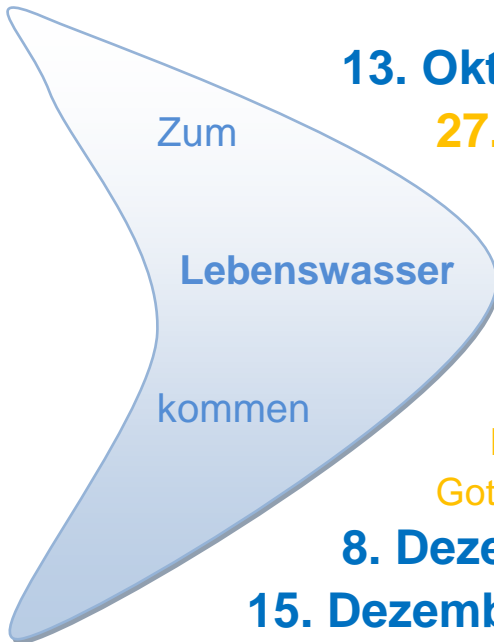 13. Okt
Zum
27.
Lebenswasser
kommen
Got
8. Deze
15. Dezemb